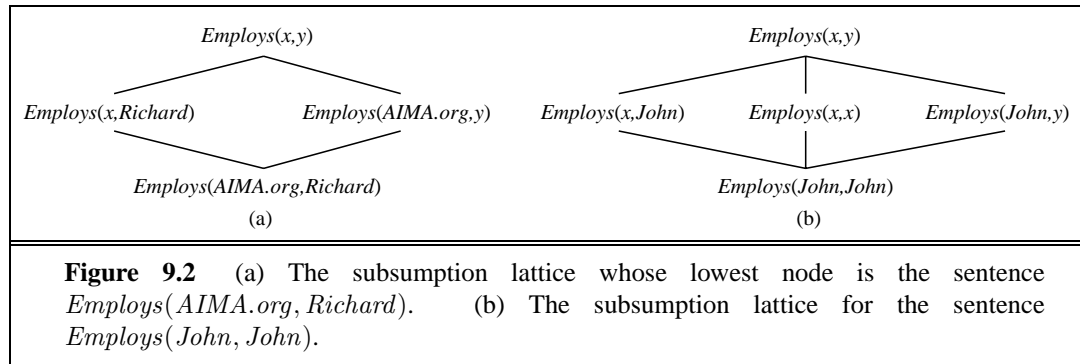 Employs(x,y) Employs(x,y)
Employs(x,Richard) Employs(AIMA.org,y) Employs(x,John) Employs(x,x) Employs(John,y)
Employs(AIMA.org,Richard) Employs(John,John)
(a) (b)
Figure 9.2 (a) The subsumption lattice whose lowest node is the sentence
Employs(AIMA.org, Richard). (b) The subsumption lattice for the sentence
Employs(John, John).